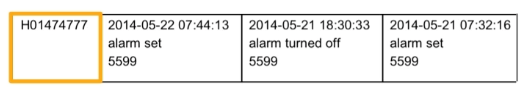 H01474777
2014-05-22 07:44:13
alarm set
5599
2014-05-21 18:30:33
alarm turned off
5599
2014-05-21 07:32:16
alarm set
5599